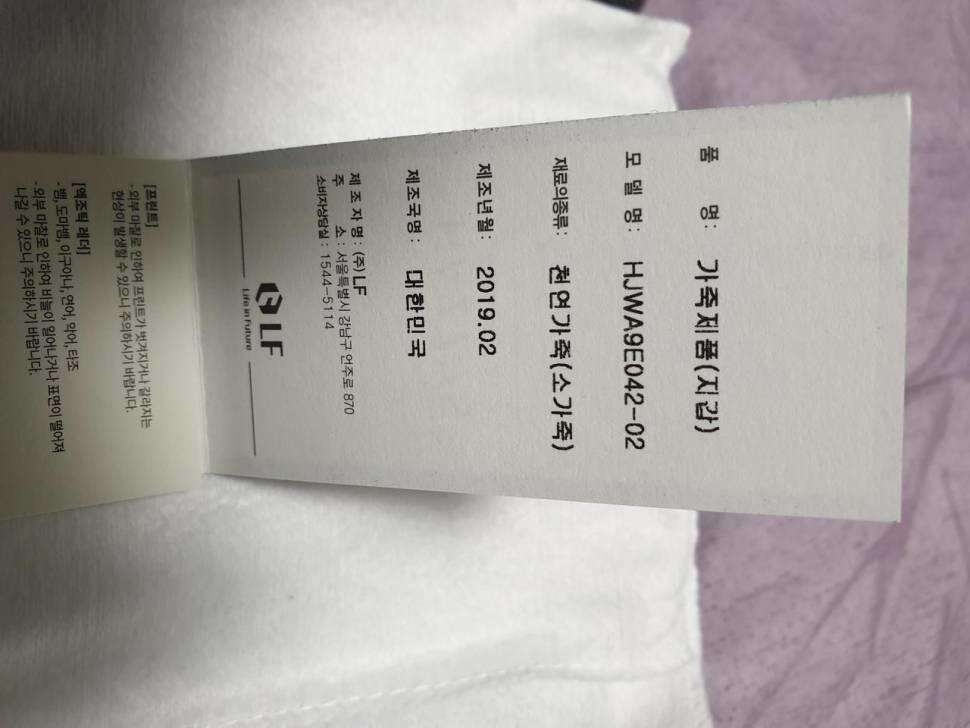 품 명: 가죽제품(지갑)
모 델 명: HJWA9E042-02
재료의종류: 천연가죽(소가죽)
제조년월: 2019.02
제조국명: 대한민국
제 조 자 명 : (주)LF
주 소 : 서울특별시 강남구 언주로 870
소비자상담실 : 1544-5114
LF
Life in Future
[프린트]
-외부 마찰로 인하여 프린트가 벗겨지거나 갈라지는
현상이 발생할 수 있으니 주의하시기 바랍니다.
[에조틱 레더]
-뱀, 도마뱀, 이구아나, 연어, 악어, 타조
-외부 마찰로 인하여 비늘이 일어나거나 표면이 떨어져
나갈 수 있으니 주의하시기 바랍니다.